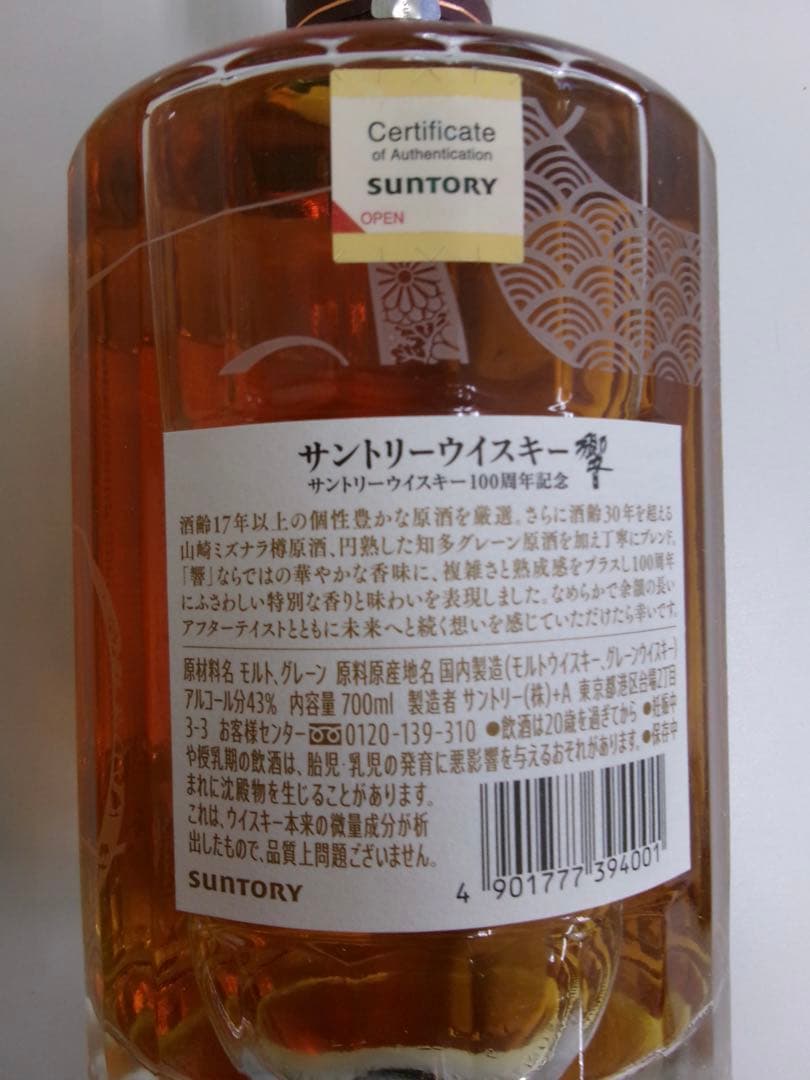 SUNTORY
Certificate
of Authentication
SUNTORY
OPEN
サントリーウイスキー響
サントリーウイスキー100周年記念
酒齢17年以上の個性豊かな原酒を厳選。さらに酒齢30年を超える
山崎ミズナラ樽原酒、円熟した知多グレーン原酒を加え丁寧にブレンド。
「響」ならではの華やかな香味に、複雑さと熟成感をプラスし100周年
にふさわしい特別な香りと味わいを表現しました。なめらかで余韻の長い
アフターテイストとともに未来へと続く想いを感じていただけたら幸いです。
原材料名 モルト、グレーン 原料原産地名 国内製造(モルトウイスキー、グレーンウイスキー)
アルコール分43% 内容量 700ml 製造者 サントリー(株)+A 東京都港区台場2丁目
3-3 お客様センター 0120-139-310 ●飲酒は20歳を過ぎてから ●妊娠中
や授乳期の飲酒は、胎児・乳児の発育に悪影響を与えるおそれがあります。●保存中
まれに沈殿物を生じることがあります。
これは、ウイスキー本来の微量成分が析
出したもので、品質上問題ございません。
SUNTORY
4 901777 394001